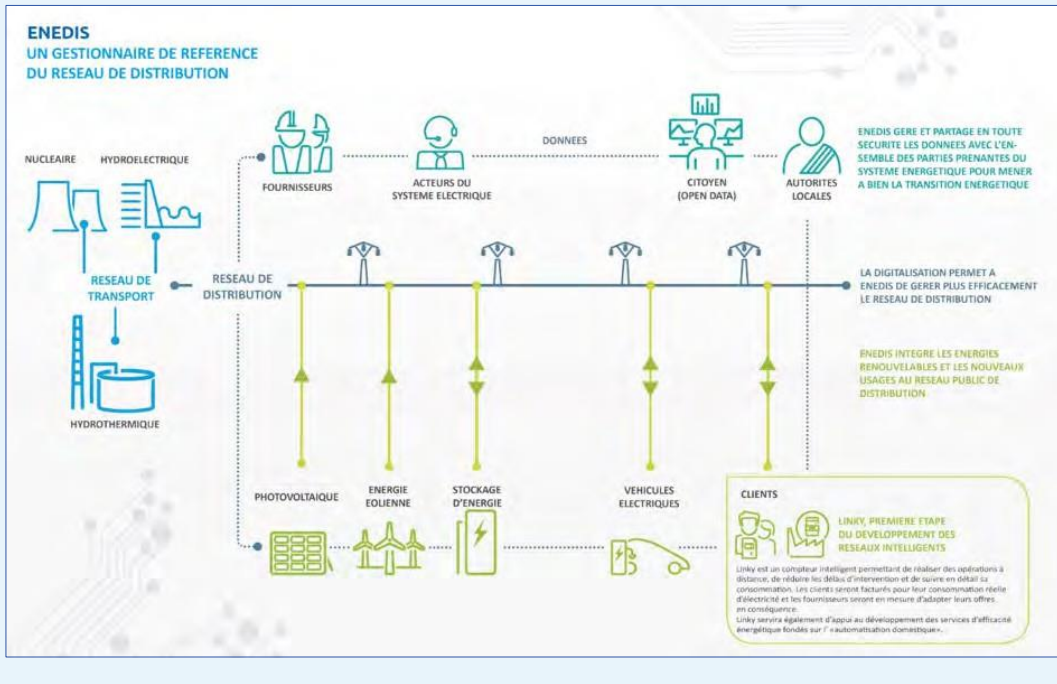 ENEDIS
UN GESTIONNAIRE DE REFERENCE
DU RESEAU DE DISTRIBUTION
NUCLEAIRE
HYDROELECTRIQUE
RESEAU DE
TRANSPORT
HYDROTHERMIQUE
RESEAU DE
DISTRIBUTION
FOURNISSEURS
ACTEURS DU
SYSTEME ELECTRIQUE
DONNEES
CITOYEN
(OPEN DATA)
AUTORITES
LOCALES
ENEDIS GERE ET PARTAGE EN TOUTE
SECURITE LES DONNEES AVEC L'EN-
SEMBLE DES PARTIES PRENANTES DU
SYSTEME ENERGETIQUE POUR MENER
A BIEN LA TRANSITION ENERGETIQUE
LA DIGITALISATION PERMET A
ENEDIS DE GERER PLUS EFFICACEMENT
LE RESEAU DE DISTRIBUTION
ENEDIS INTEGRE LES ENERGIES
RENOUVELABLES ET LES NOUVEAUX
USAGES AU RESEAU PUBLIC DE
DISTRIBUTION
PHOTOVOLTAIQUE
ENERGIE
EOLIENNE
STOCKAGE
D'ENERGIE
VEHICULES
ELECTRIQUES
CLIENTS
LINKY, PREMIERE ETAPE
DU DEVELOPPEMENT DES
RESEAUX INTELLIGENTS
Linky est un compteur intelligent permettant de réaliser des opérations à
distance, de réduire les délais d'intervention et de suivre en détail sa
consommation. Les clients seront facturés pour leur consommation réelle
d'électricité et les fournisseurs seront en mesure d'adapter leurs offres
en conséquence.
Linky servira également d'appui au développement des services d'efficacité
énergétique fondés sur l' «automatisation domestique».